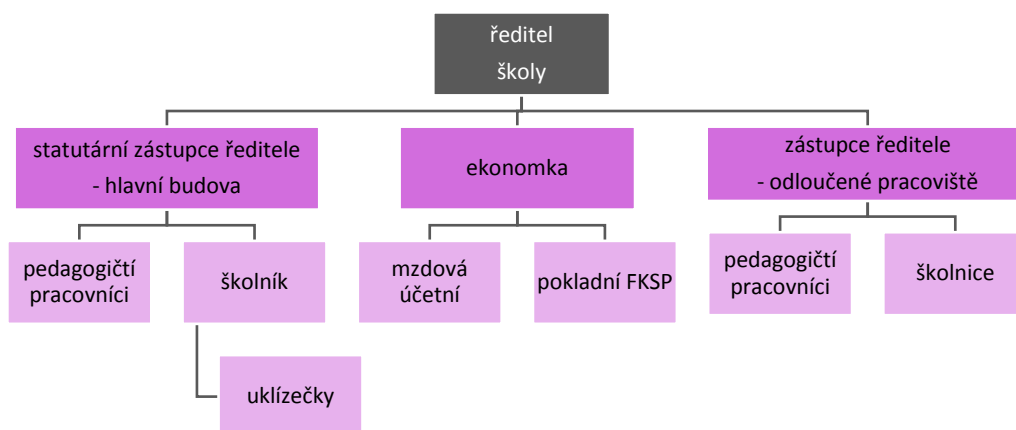 ředitel
školy
statutární zástupce ředitele
- hlavní budova
ekonomka
zástupce ředitele
- odloučené pracoviště
pedagogičtí
pracovníci
školník
mzdová
účetní
pokladní FKSP
pedagogičtí
pracovníci
školnice
uklízečky